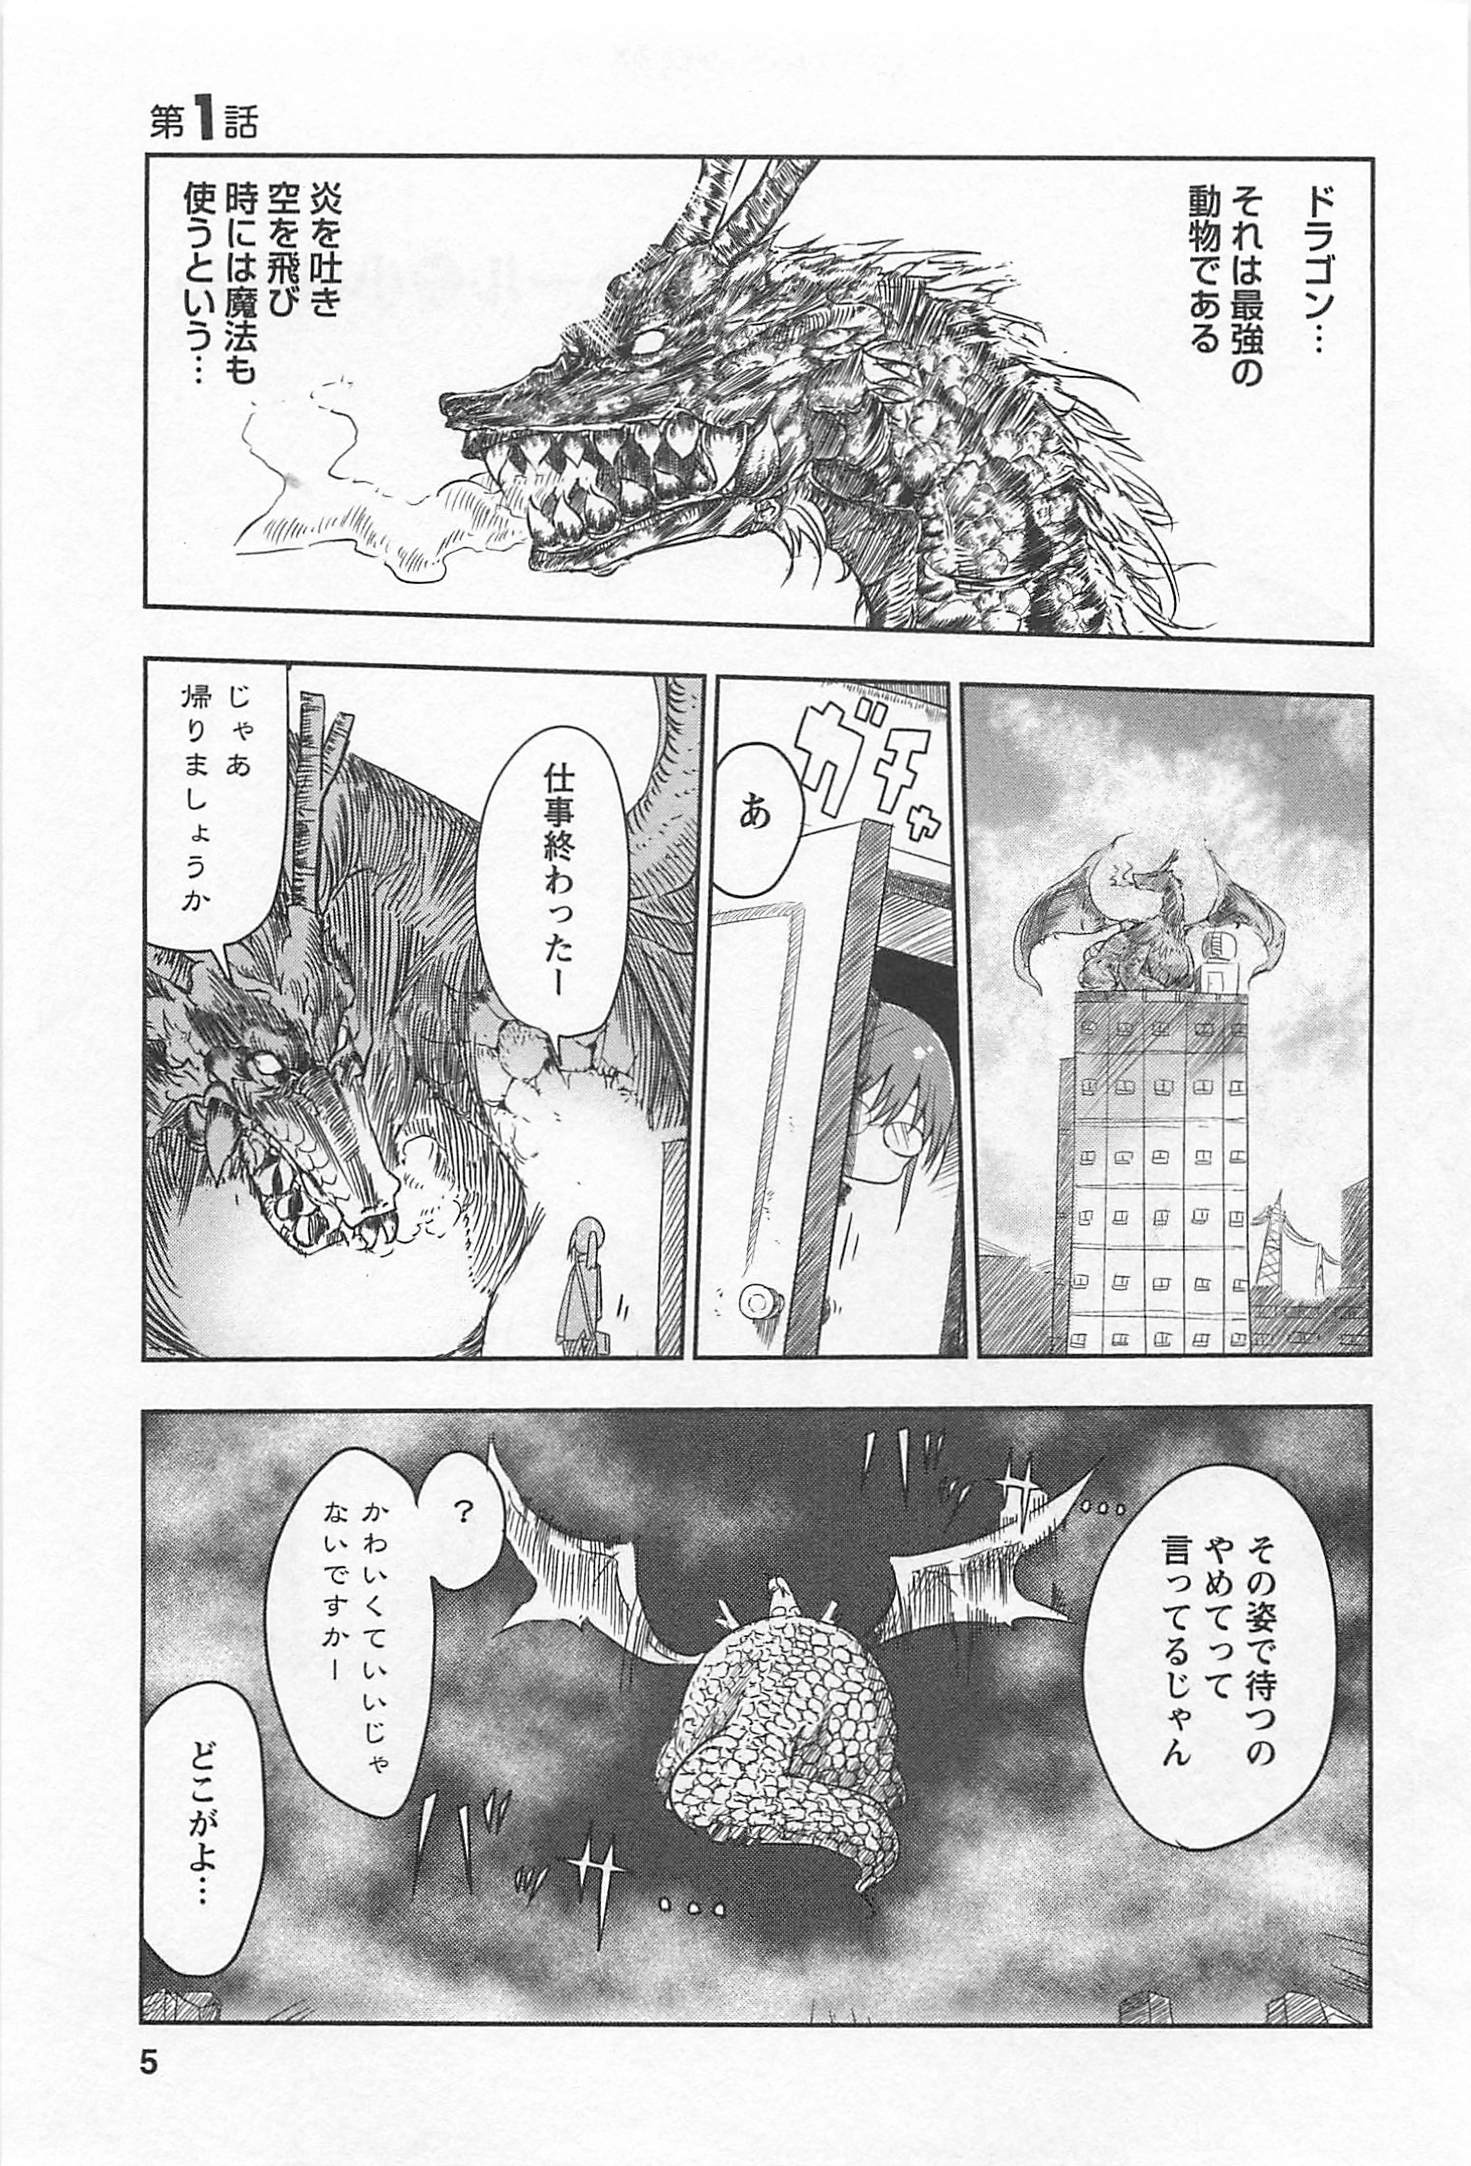 第1話
ドラゴン…
それは最強の
動物である
炎を吐き
空を飛び
時には魔法も
使うという…
ガチャ
あ
仕事終わったー
じゃあ
帰りましょうか
その姿で待つの
やめてって
言ってるじゃん
バサ…
?
かわいくていいじゃ
ないですかー
バサ…
どこがよ…
5